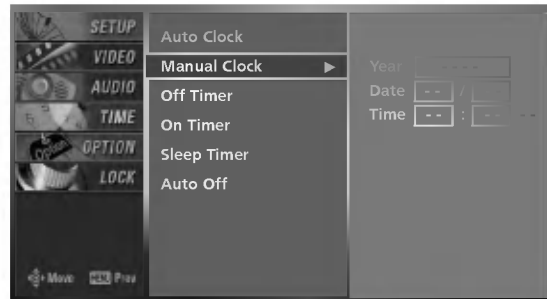 SETUP
VIDEO
AUDIO
TIME
OPTION
LOCK
Move MENU Prev
Auto Clock
Manual Clock ▶
Off Timer
On Timer
Sleep Timer
Auto Off
Year - - - -
Date - - / - -
Time - - : - - - -